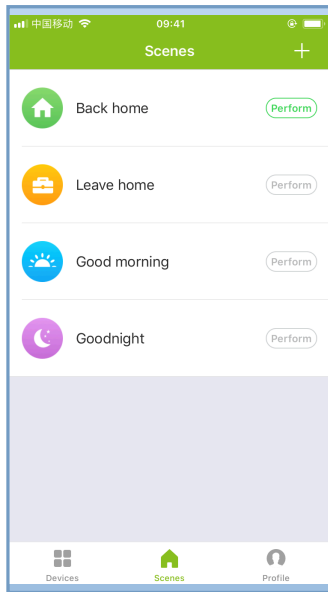 中国移动 09:41
Scenes
Back home Perform
Leave home Perform
Good morning Perform
Goodnight Perform
Devices Scenes Profile